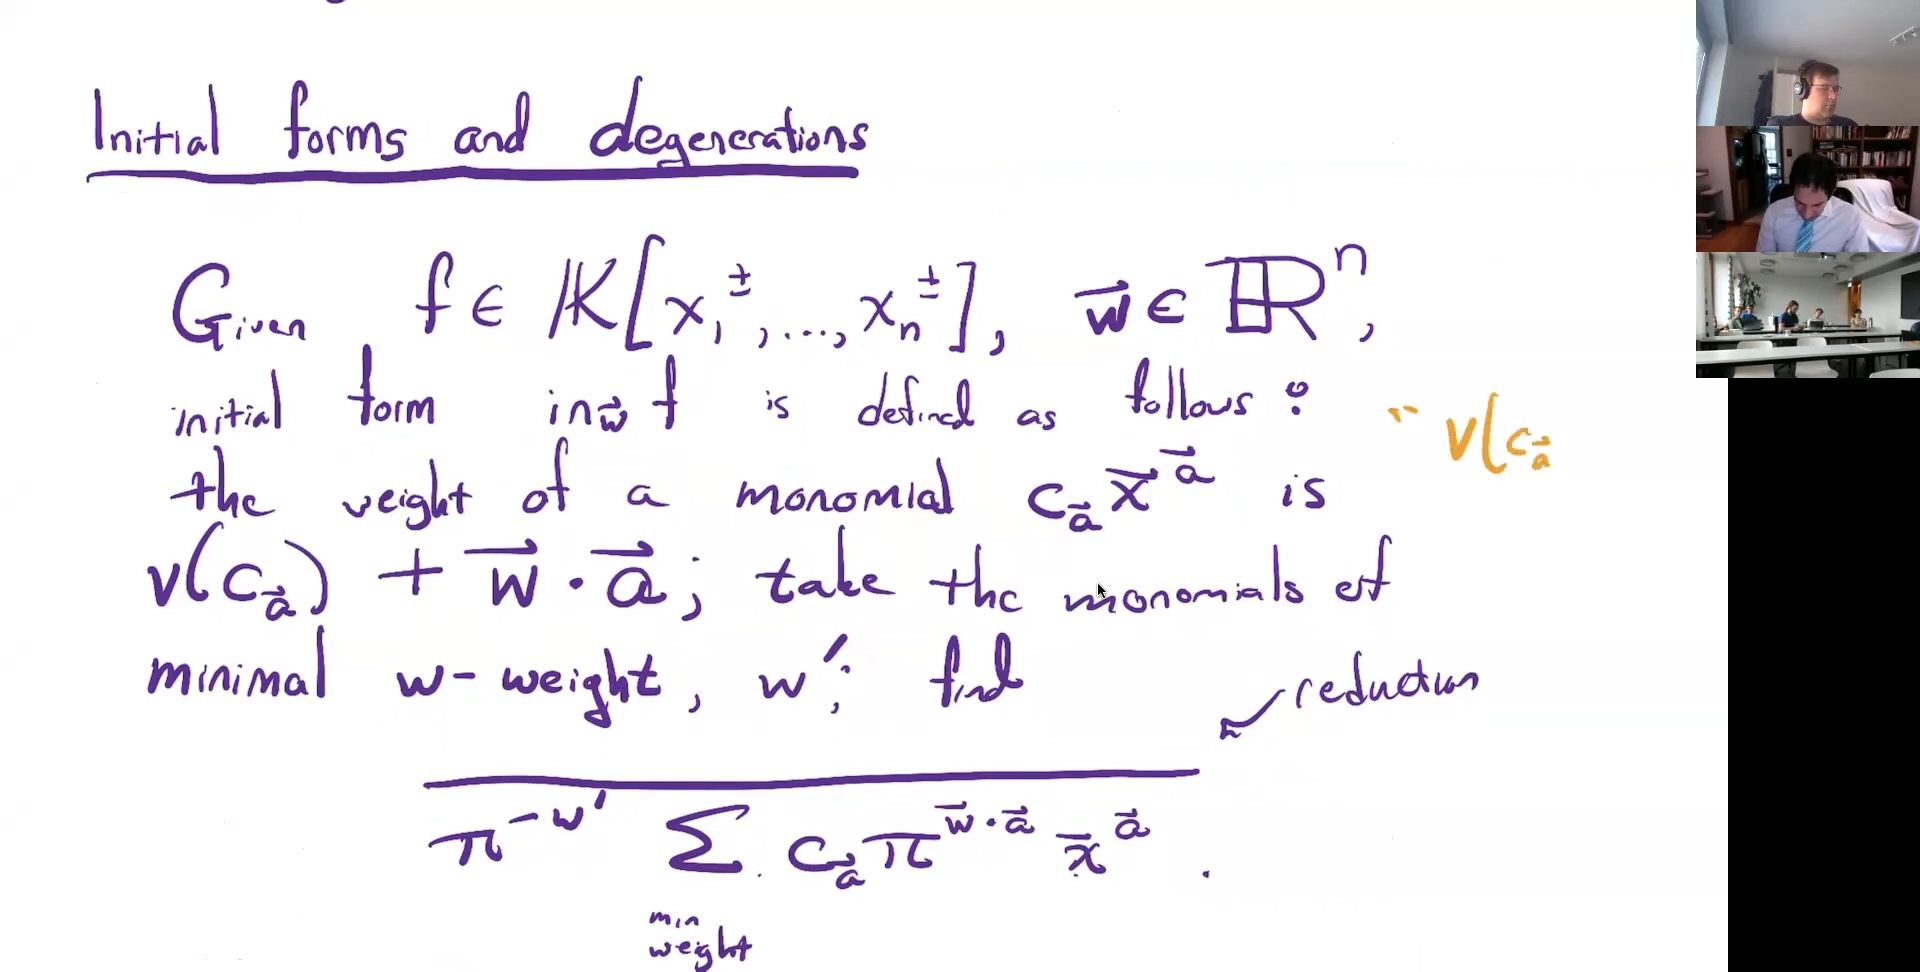 Initial forms and degenerations
Given f ∈ 𝕂[x₁^±, ..., xₙ^±], w⃗ ∈ ℝⁿ,
initial form in_w⃗ f is defined as follows:
" v(c_a⃗
the weight of a monomial c_a⃗ x⃗^a⃗ is
v(c_a⃗) + w⃗ · a⃗; take the monomials of
minimal w-weight, w'; find
reduction
π^{-w'} Σ c_a⃗ π^{w⃗·a⃗} x⃗^a⃗ .
min
weight